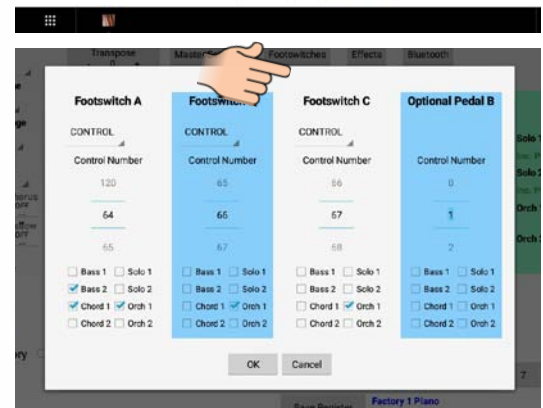 Transpose Footswitches Effects Bluetooth
0
Footswitch A Footswitch C Optional Pedal B
CONTROL CONTROL CONTROL
Control Number Control Number Control Number Control Number
120 65 66 0
64 66 67 1
65 67 68 2
Bass 1 Solo 1 Bass 1 Solo 1 Bass 1 Solo 1 Bass 1 Solo 1
Bass 2 Solo 2 Bass 2 Solo 2 Bass 2 Solo 2 Bass 2 Solo 2
Chord 1 Orch 1 Chord 1 Orch 1 Chord 1 Orch 1 Chord 1 Orch 1
Chord 2 Orch 2 Chord 2 Orch 2 Chord 2 Orch 2 Chord 2 Orch 2
OK Cancel
Solo 1
Solo 2
Orch 1
Orch 2
7
Save Register Factory 1 Piano